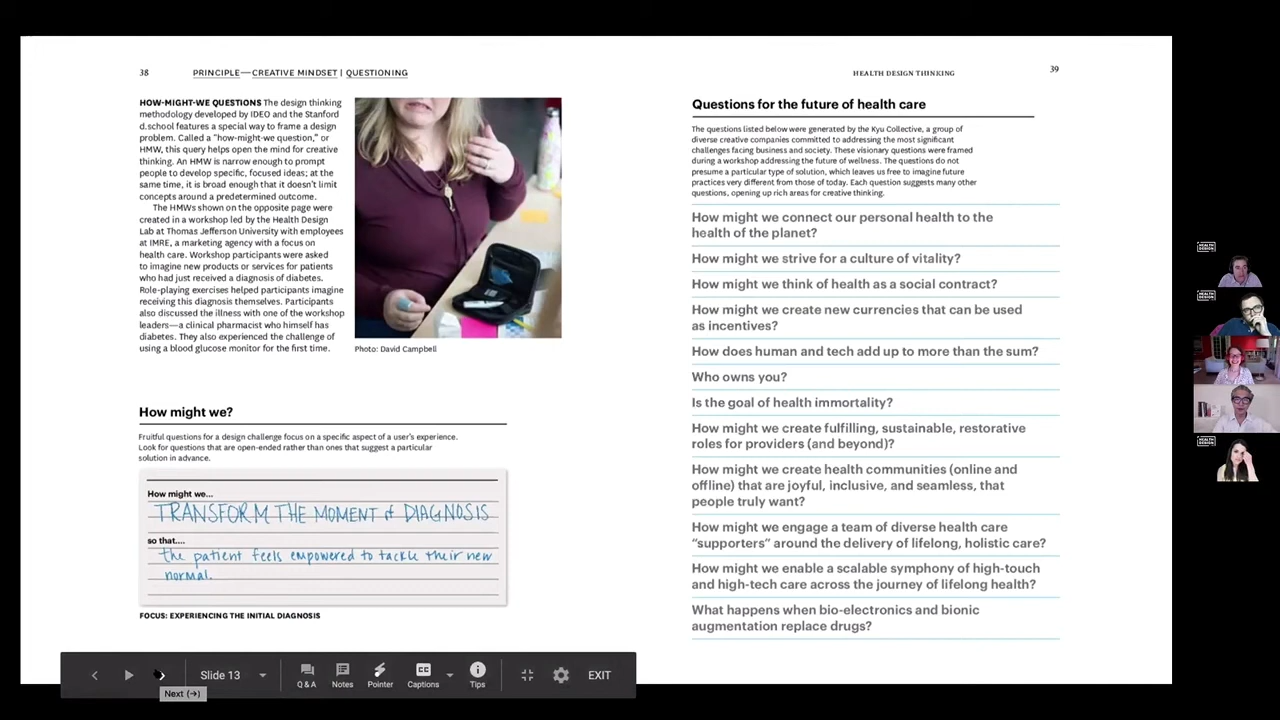 38
PRINCIPLE—CREATIVE MINDSET | QUESTIONING
HOW-MIGHT-WE QUESTIONS The design thinking
methodology developed by IDEO and the Stanford
d.school features a special way to frame a design
problem. Called a “how-might-we question,” or
HMW, this query helps open the mind for creative
thinking. An HMW is narrow enough to prompt
people to develop specific, focused ideas; at the
same time, it is broad enough that it doesn’t limit
concepts around a predetermined outcome.
The HMWs shown on the opposite page were
created in a workshop led by the Health Design
Lab at Thomas Jefferson University with employees
at IMRE, a marketing agency with a focus on
health care. Workshop participants were asked
to imagine new products or services for patients
who had just received a diagnosis of diabetes.
Role-playing exercises helped participants imagine
receiving this diagnosis themselves. Participants
also discussed the illness with one of the workshop
leaders—a clinical pharmacist who himself has
diabetes. They also experienced the challenge of
using a blood glucose monitor for the first time.
Photo: David Campbell
How might we?
Fruitful questions for a design challenge focus on a specific aspect of a user’s experience.
Look for questions that are open-ended rather than ones that suggest a particular
solution in advance.
How might we...
TRANSFORM THE MOMENT of DIAGNOSIS
so that....
the patient feels empowered to tackle their new
normal.
FOCUS: EXPERIENCING THE INITIAL DIAGNOSIS
HEALTH DESIGN THINKING
39
Questions for the future of health care
The questions listed below were generated by the Kyu Collective, a group of
diverse creative companies committed to addressing the most significant
challenges facing business and society. These visionary questions were framed
during a workshop addressing the future of wellness. The questions do not
presume a particular type of solution, which leaves us free to imagine future
practices very different from those of today. Each question suggests many other
questions, opening up rich areas for creative thinking.
How might we connect our personal health to the
health of the planet?
How might we strive for a culture of vitality?
How might we think of health as a social contract?
How might we create new currencies that can be used
as incentives?
How does human and tech add up to more than the sum?
Who owns you?
Is the goal of health immortality?
How might we create fulfilling, sustainable, restorative
roles for providers (and beyond)?
How might we create health communities (online and
offline) that are joyful, inclusive, and seamless, that
people truly want?
How might we engage a team of diverse health care
“supporters” around the delivery of lifelong, holistic care?
How might we enable a scalable symphony of high-touch
and high-tech care across the journey of lifelong health?
What happens when bio-electronics and bionic
augmentation replace drugs?
Slide 13
Q & A
Notes
Pointer
CC
Captions
Tips
EXIT
Next (→)
HEALTH
DESIGN
HEALTH
DESIGN
HEALTH
DESIGN